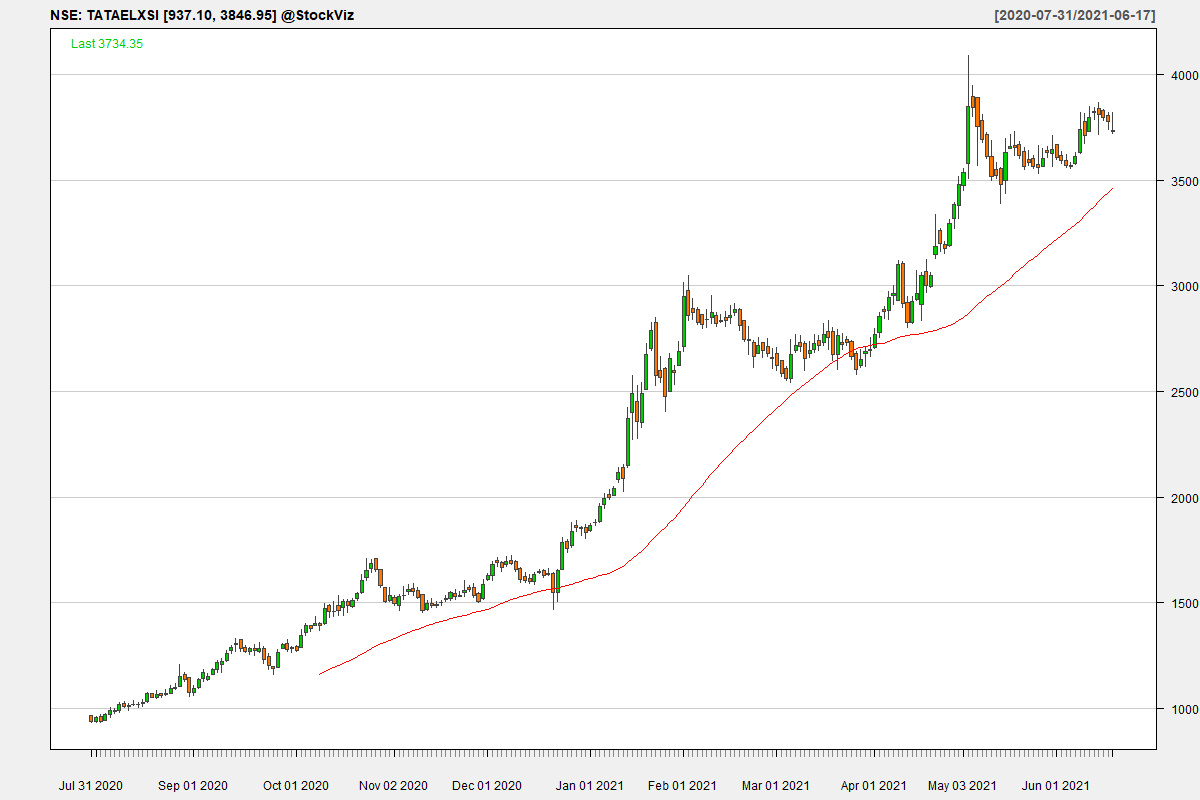 NSE: TATAELXSI [937.10, 3846.95] @StockViz [2020-07-31/2021-06-17]
Last 3734.35
4000
3500
3000
2500
2000
1500
1000
Jul 31 2020 Sep 01 2020 Oct 01 2020 Nov 02 2020 Dec 01 2020 Jan 01 2021 Feb 01 2021 Mar 01 2021 Apr 01 2021 May 03 2021 Jun 01 2021